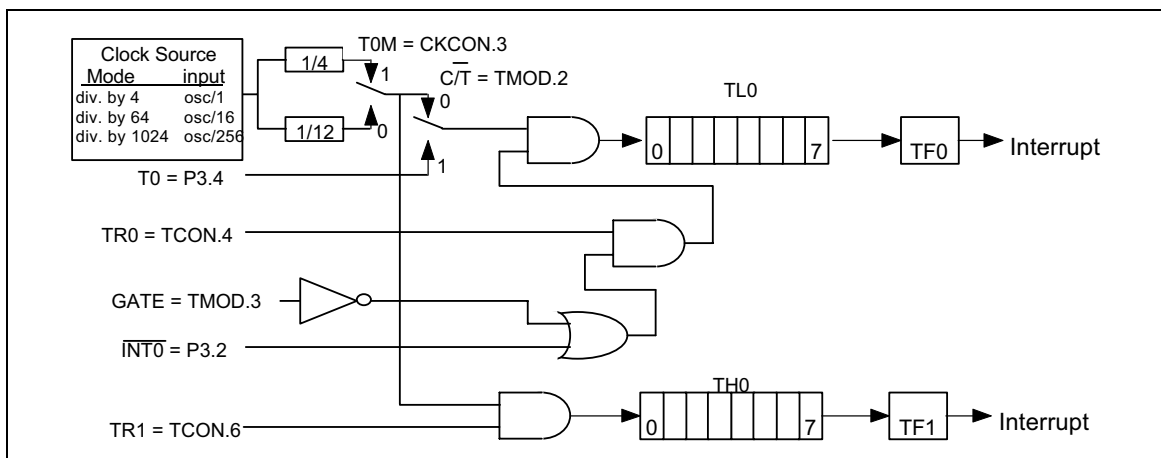 Clock Source
Mode input
div. by 4 osc/1
div. by 64 osc/16
div. by 1024 osc/256
1/4
1/12
T0M = CKCON.3
1
0
C/T = TMOD.2
0
1
T0 = P3.4
TL0
0 7
TF0
Interrupt
TR0 = TCON.4
GATE = TMOD.3
INT0 = P3.2
TH0
0 7
TF1
Interrupt
TR1 = TCON.6